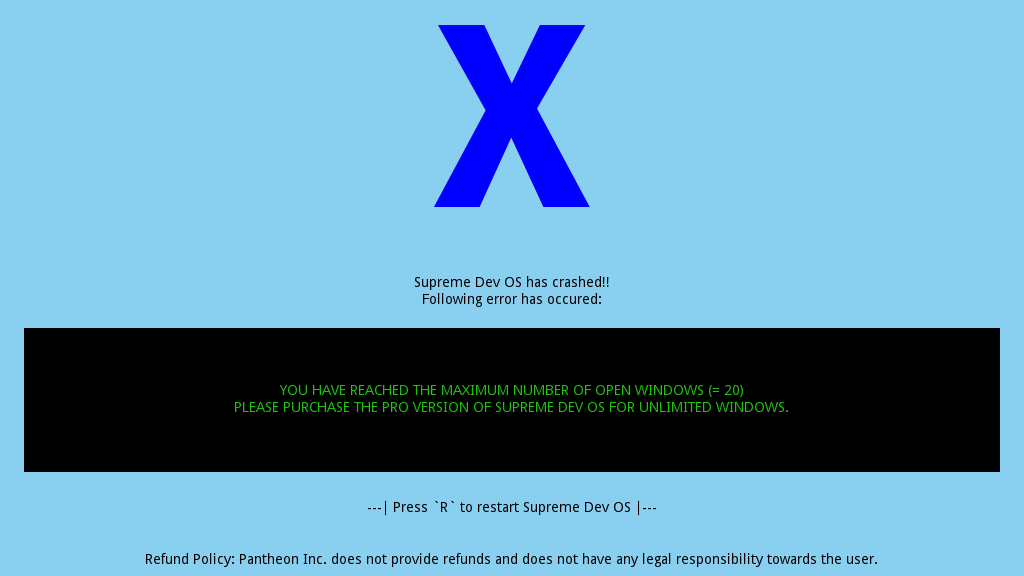 X
Supreme Dev OS has crashed!!
Following error has occured:
YOU HAVE REACHED THE MAXIMUM NUMBER OF OPEN WINDOWS (= 20)
PLEASE PURCHASE THE PRO VERSION OF SUPREME DEV OS FOR UNLIMITED WINDOWS.
---| Press `R` to restart Supreme Dev OS |---
Refund Policy: Pantheon Inc. does not provide refunds and does not have any legal responsibility towards the user.